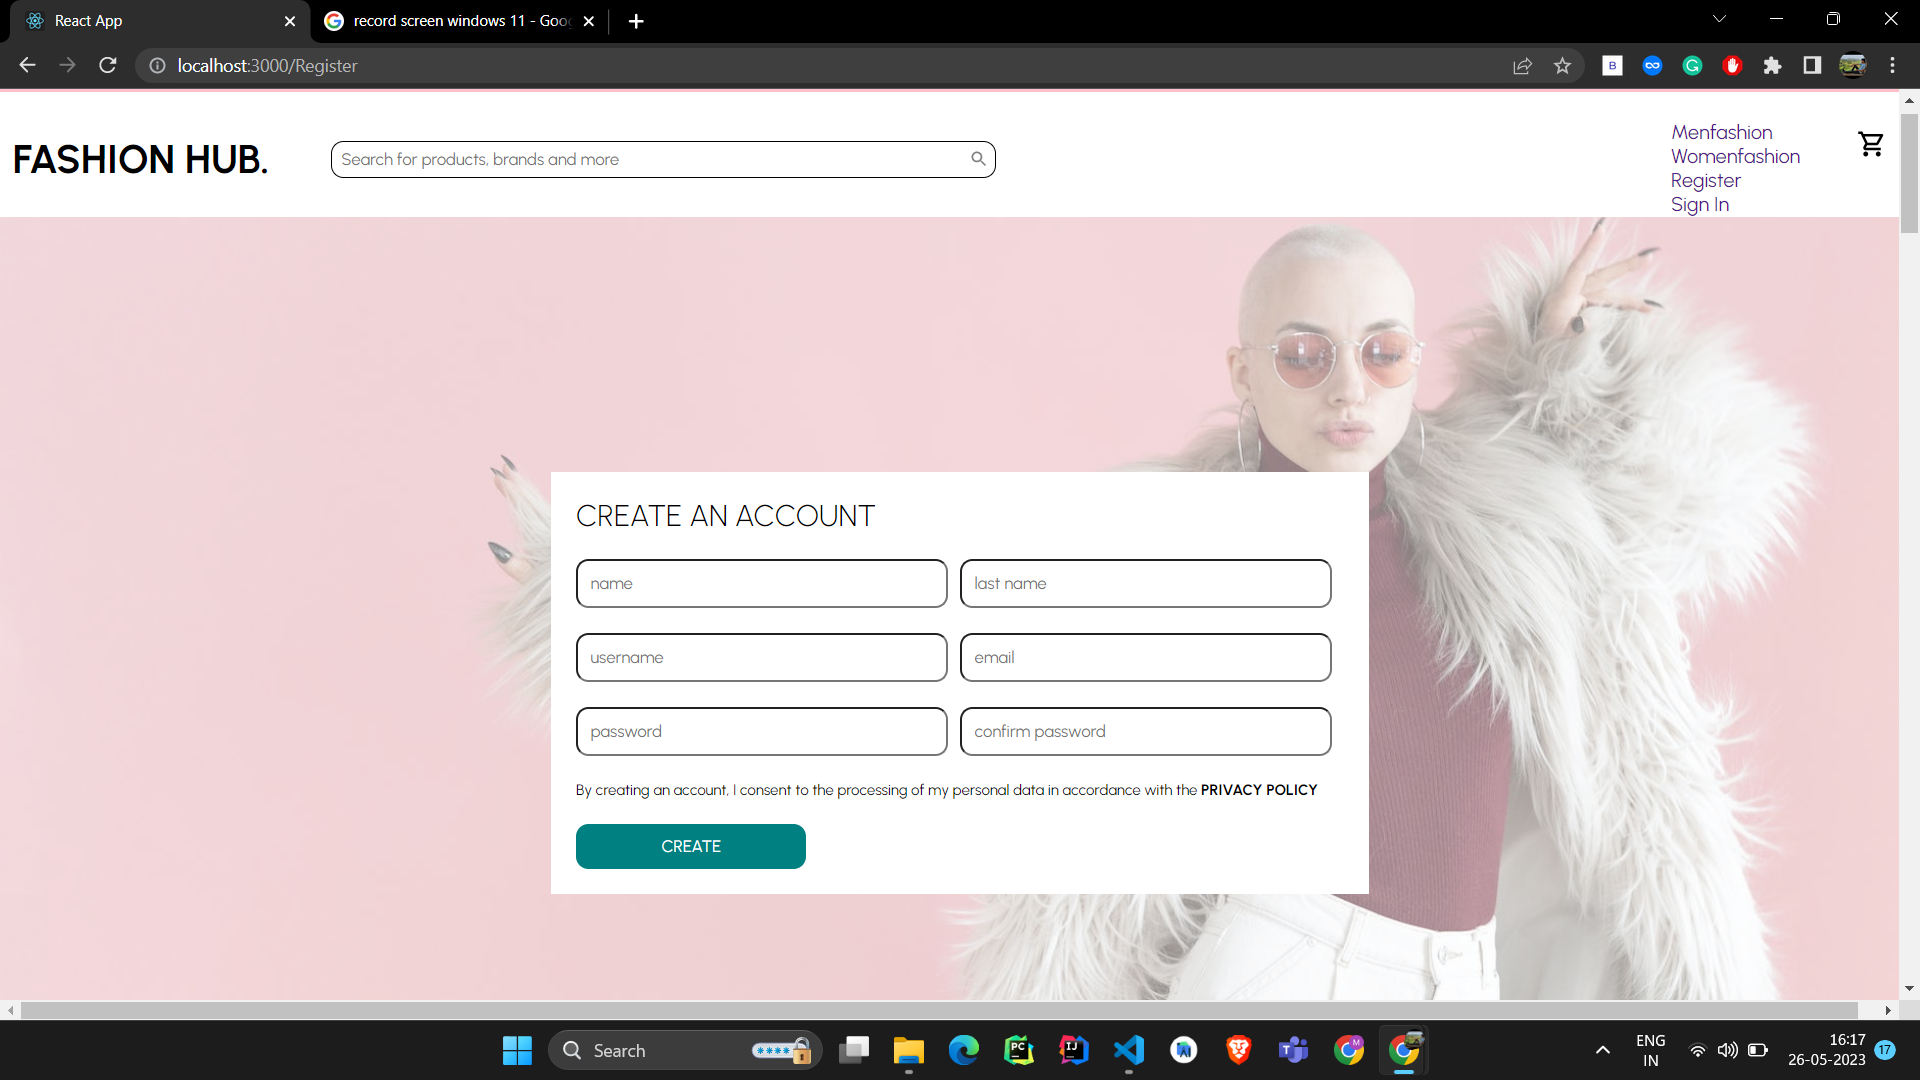 React App
record screen windows 11 - Goo
localhost:3000/Register
FASHION HUB.
Search for products, brands and more
Menfashion
Womenfashion
Register
Sign In
CREATE AN ACCOUNT
name
last name
username
email
password
confirm password
By creating an account, I consent to the processing of my personal data in accordance with the PRIVACY POLICY
CREATE
Search
ENG
IN
16:17
26-05-2023
17